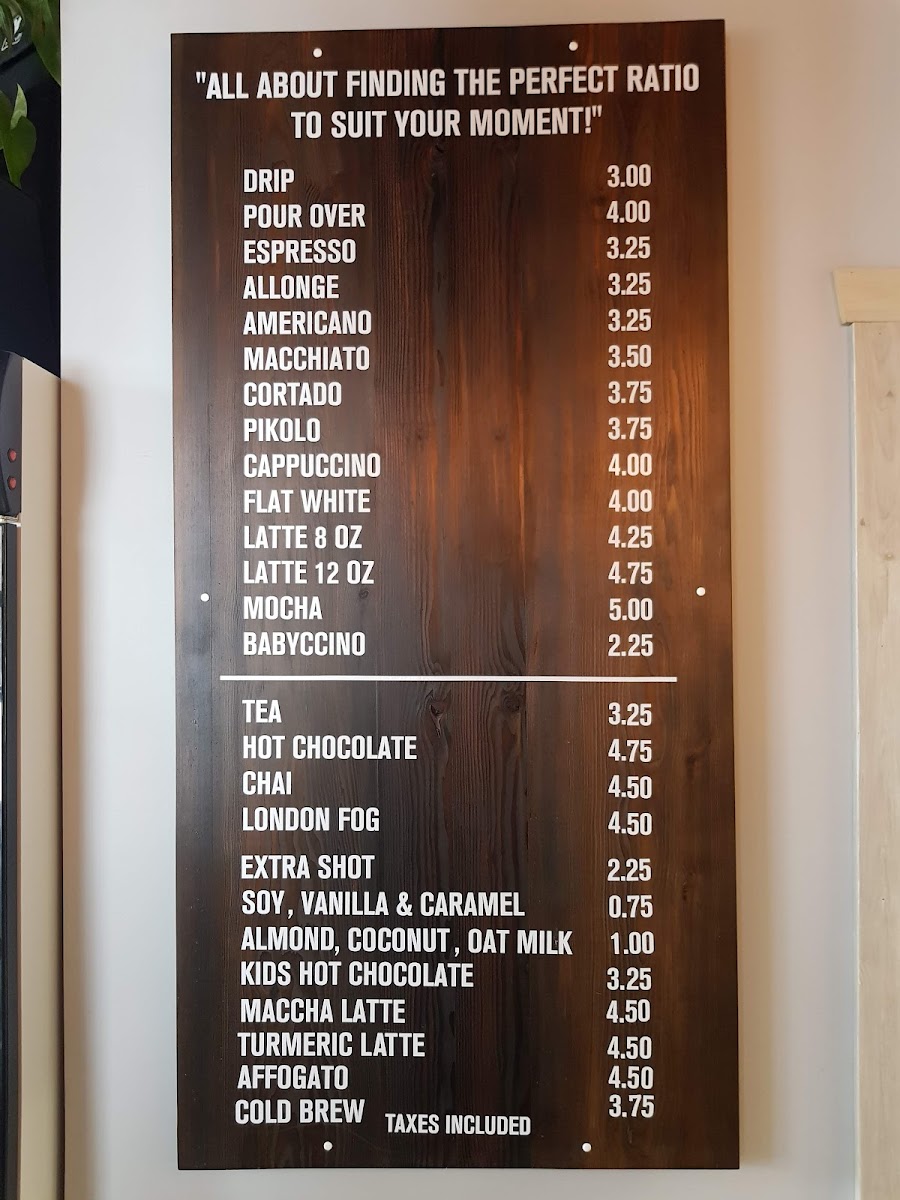 "ALL ABOUT FINDING THE PERFECT RATIO
TO SUIT YOUR MOMENT!"
DRIP 3.00
POUR OVER 4.00
ESPRESSO 3.25
ALLONGE 3.25
AMERICANO 3.25
MACCHIATO 3.50
CORTADO 3.75
PIKOLO 3.75
CAPPUCCINO 4.00
FLAT WHITE 4.00
LATTE 8 OZ 4.25
LATTE 12 OZ 4.75
MOCHA 5.00
BABYCCINO 2.25
TEA 3.25
HOT CHOCOLATE 4.75
CHAI 4.50
LONDON FOG 4.50
EXTRA SHOT 2.25
SOY, VANILLA & CARAMEL 0.75
ALMOND, COCONUT, OAT MILK 1.00
KIDS HOT CHOCOLATE 3.25
MACCHA LATTE 4.50
TURMERIC LATTE 4.50
AFFOGATO 4.50
COLD BREW 3.75
TAXES INCLUDED